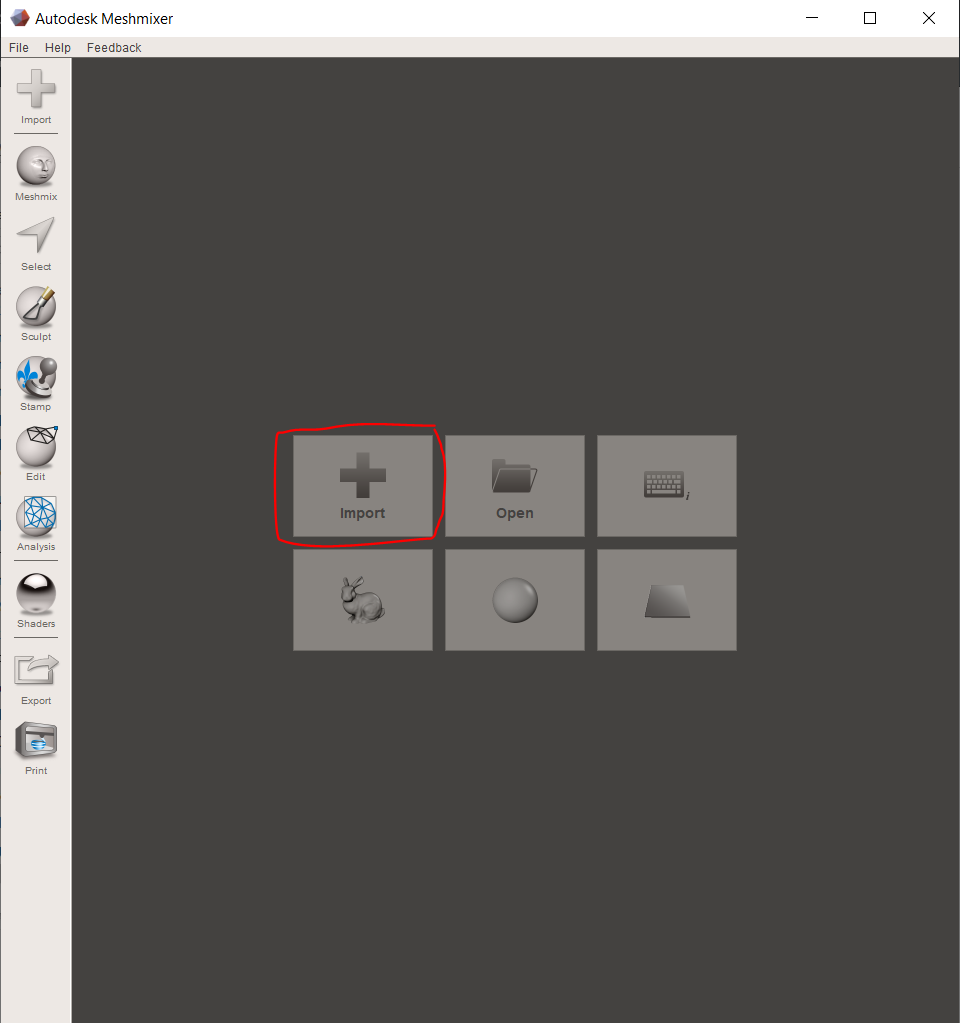 Autodesk Meshmixer
File Help Feedback
Import
Meshmix
Select
Sculpt
Stamp
Edit
Analysis
Shaders
Export
Print
Import Open i